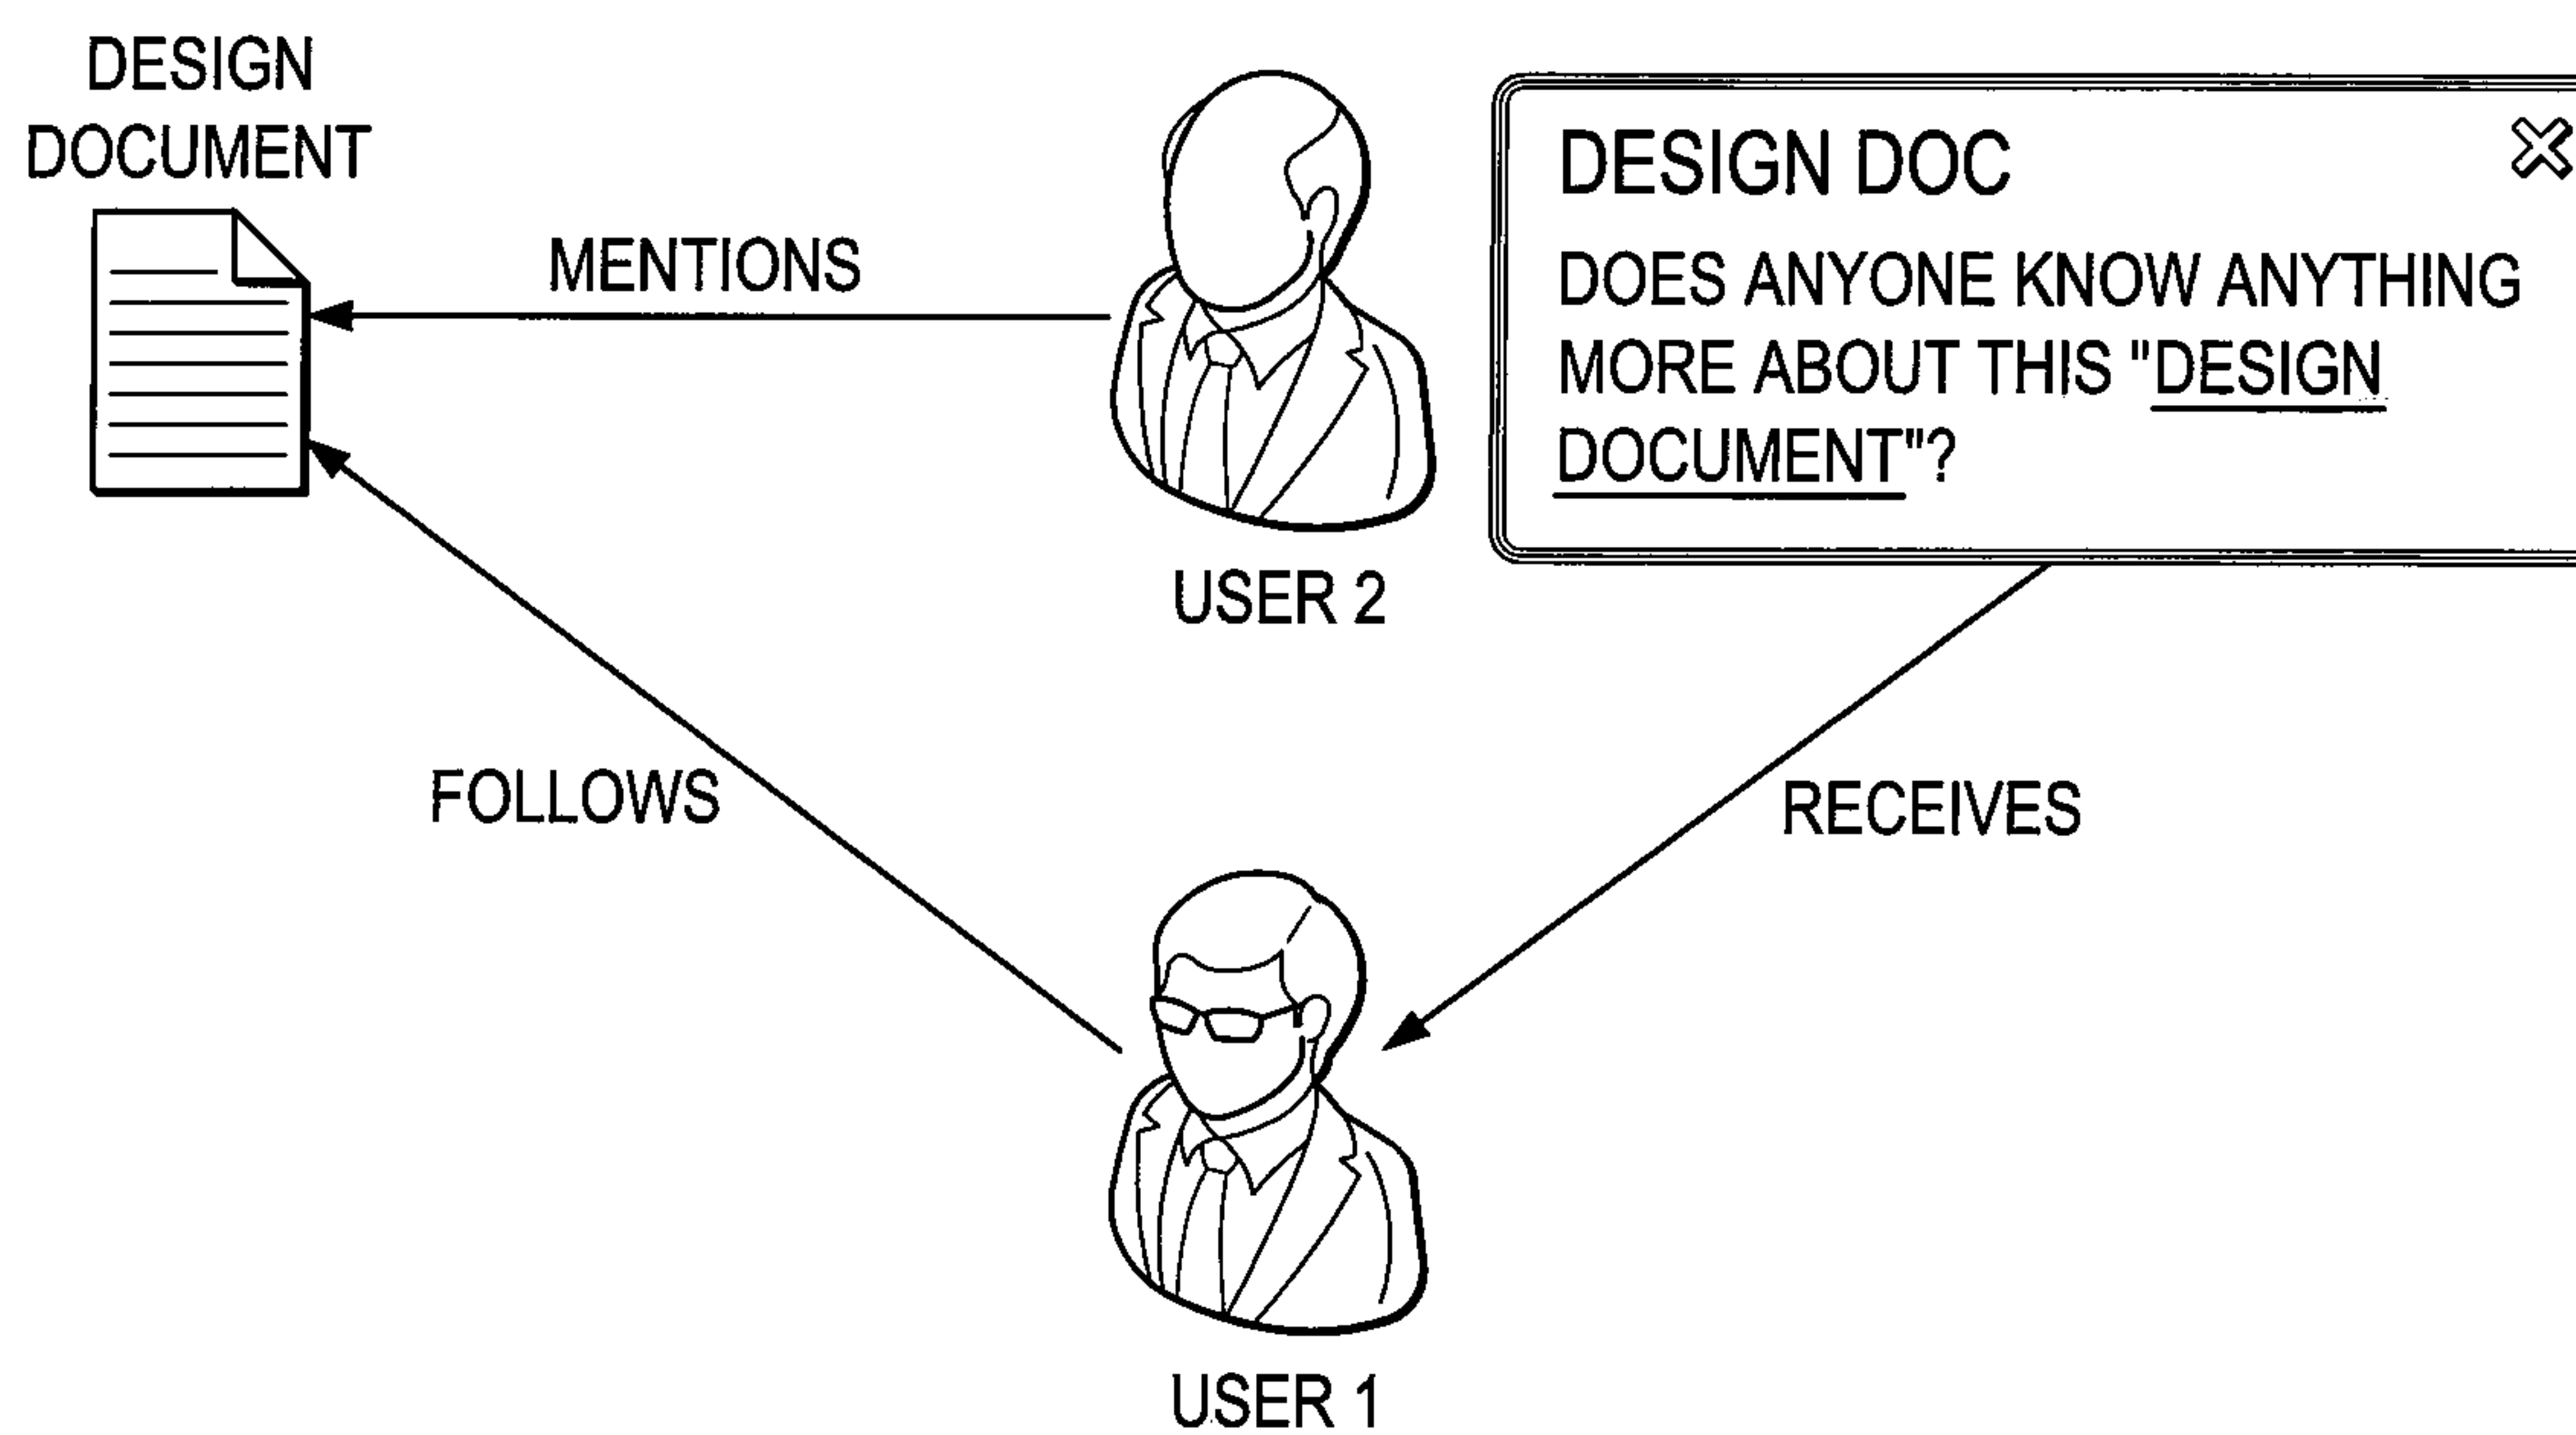 DESIGN
DOCUMENT
MENTIONS
USER 2
DESIGN DOC
DOES ANYONE KNOW ANYTHING
MORE ABOUT THIS "DESIGN
DOCUMENT"?
FOLLOWS
RECEIVES
USER 1